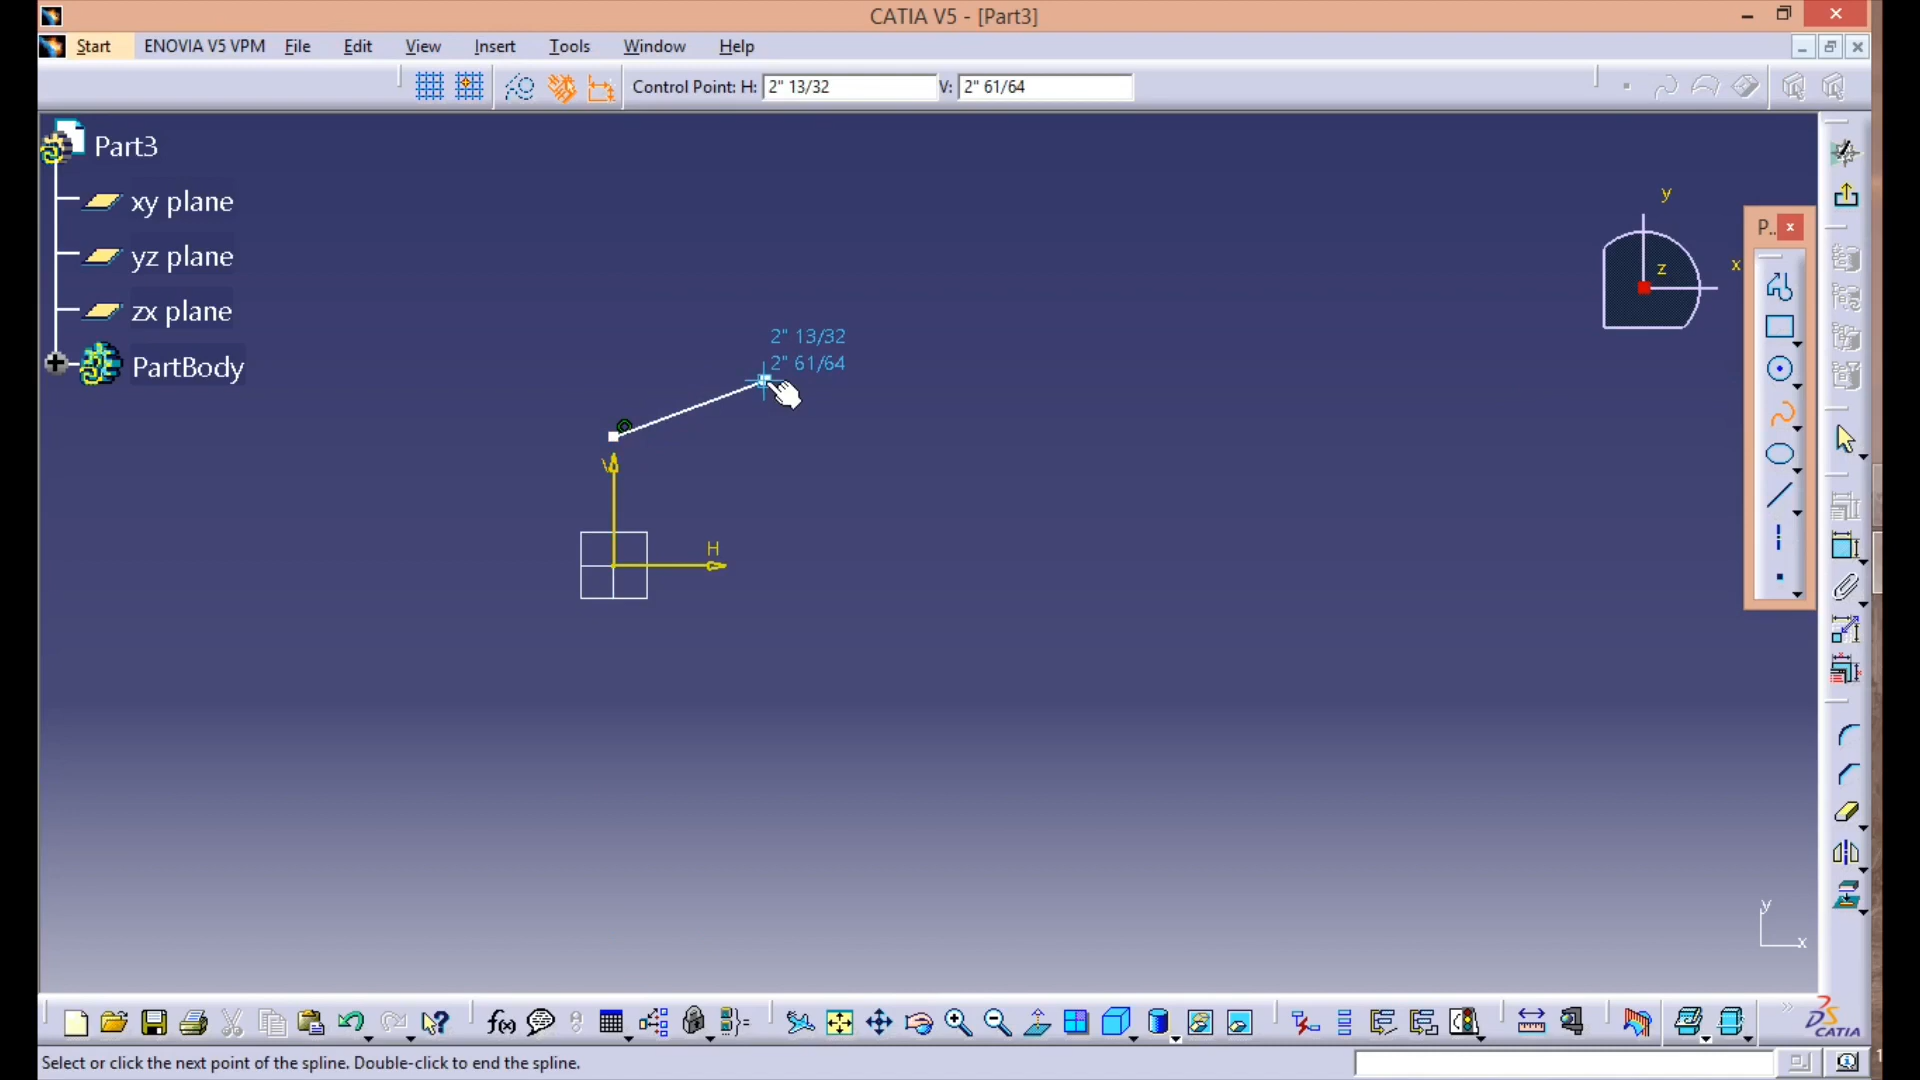 CATIA V5 - [Part3]
Start ENOVIA V5 VPM File Edit View Insert Tools Window Help
Control Point: H: 2" 13/32 V: 2" 61/64
Part3
xy plane
yz plane
zx plane
PartBody
2" 13/32
2" 61/64
V
H
y
z
x
P..
y
x
f(x)
CATIA
Select or click the next point of the spline. Double-click to end the spline.